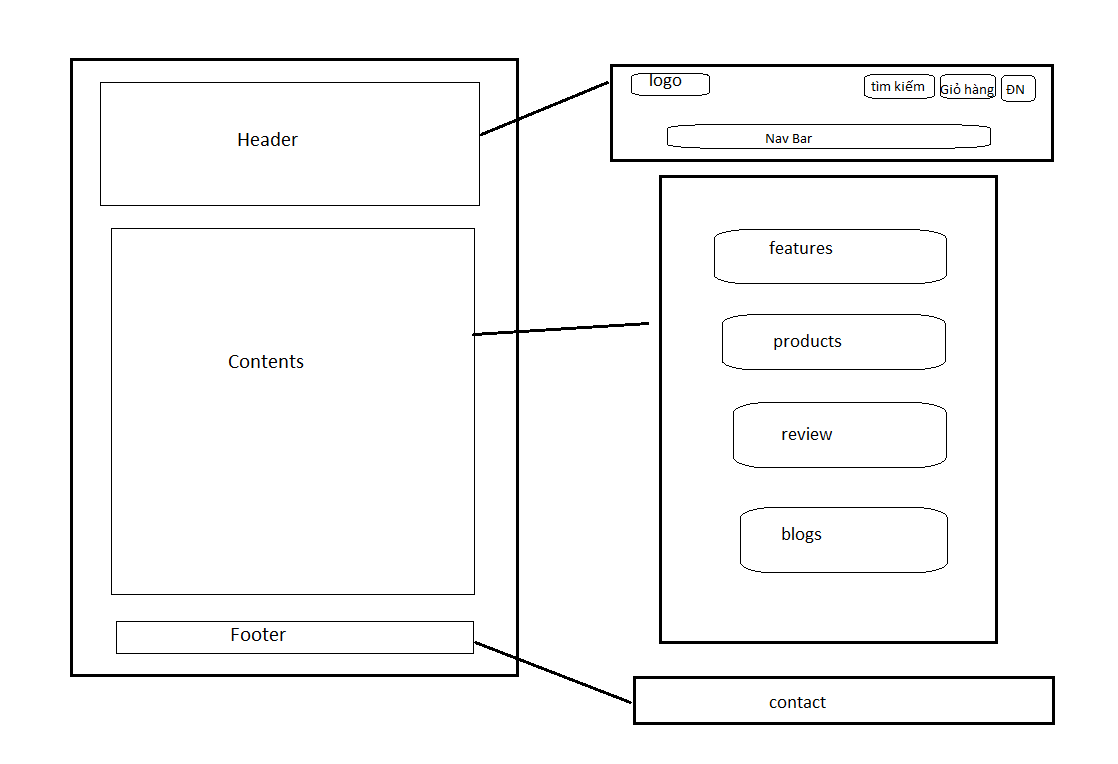 Header
Contents
Footer
logo
tìm kiếm
Giỏ hàng
ĐN
Nav Bar
features
products
review
blogs
contact